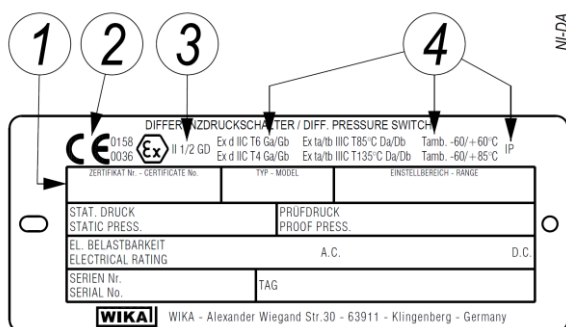 1 2 3 4
NI-DA
DIFFERENZDRUCKSCHALTER / DIFF. PRESSURE SWITCH
CE 0158 Ex II 1/2 GD Ex d IIC T6 Ga/Gb Ex ta/tb IIIC T85°C Da/Db Tamb. -60/+60°C IP
0036 Ex d IIC T4 Ga/Gb Ex ta/tb IIIC T135°C Da/Db Tamb. -60/+85°C
ZERTIFIKAT Nr. - CERTIFICATE No. TYP - MODEL EINSTELLBEREICH - RANGE
STAT. DRUCK PRÜFDRUCK
STATIC PRESS. PROOF PRESS.
EL. BELASTBARKEIT
ELECTRICAL RATING A.C. D.C.
SERIEN Nr.
SERIAL No. TAG
WIKA WIKA - Alexander Wiegand Str.30 - 63911 - Klingenberg - Germany